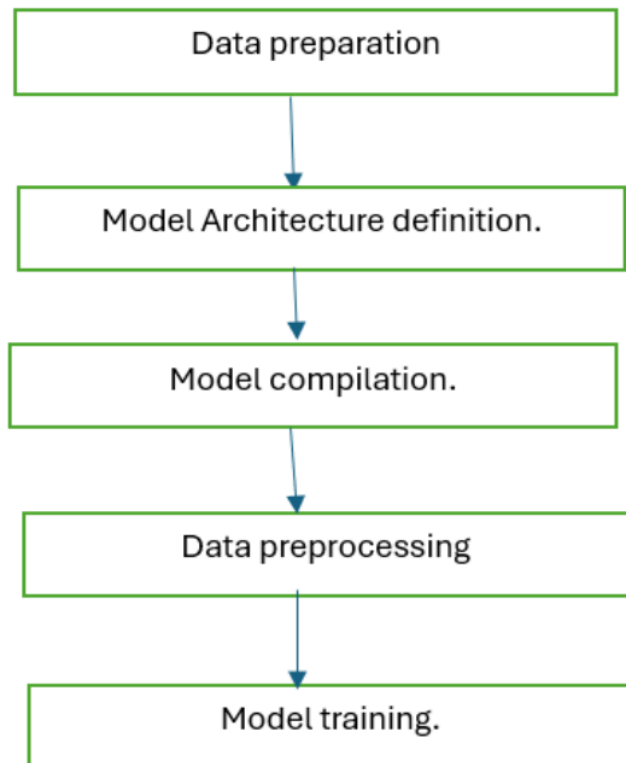 Data preparation
Model Architecture definition.
Model compilation.
Data preprocessing
Model training.